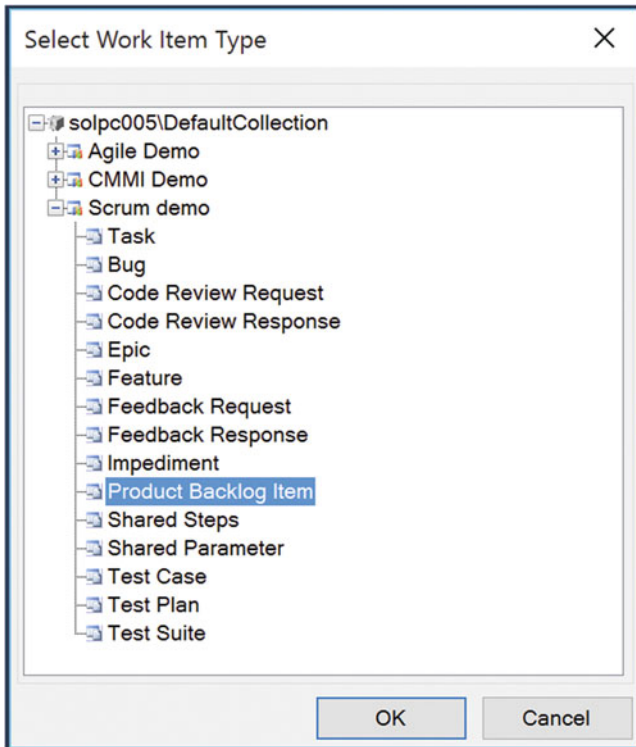 Select Work Item Type
solpc005\DefaultCollection
Agile Demo
CMMI Demo
Scrum demo
Task
Bug
Code Review Request
Code Review Response
Epic
Feature
Feedback Request
Feedback Response
Impediment
Product Backlog Item
Shared Steps
Shared Parameter
Test Case
Test Plan
Test Suite
OK Cancel